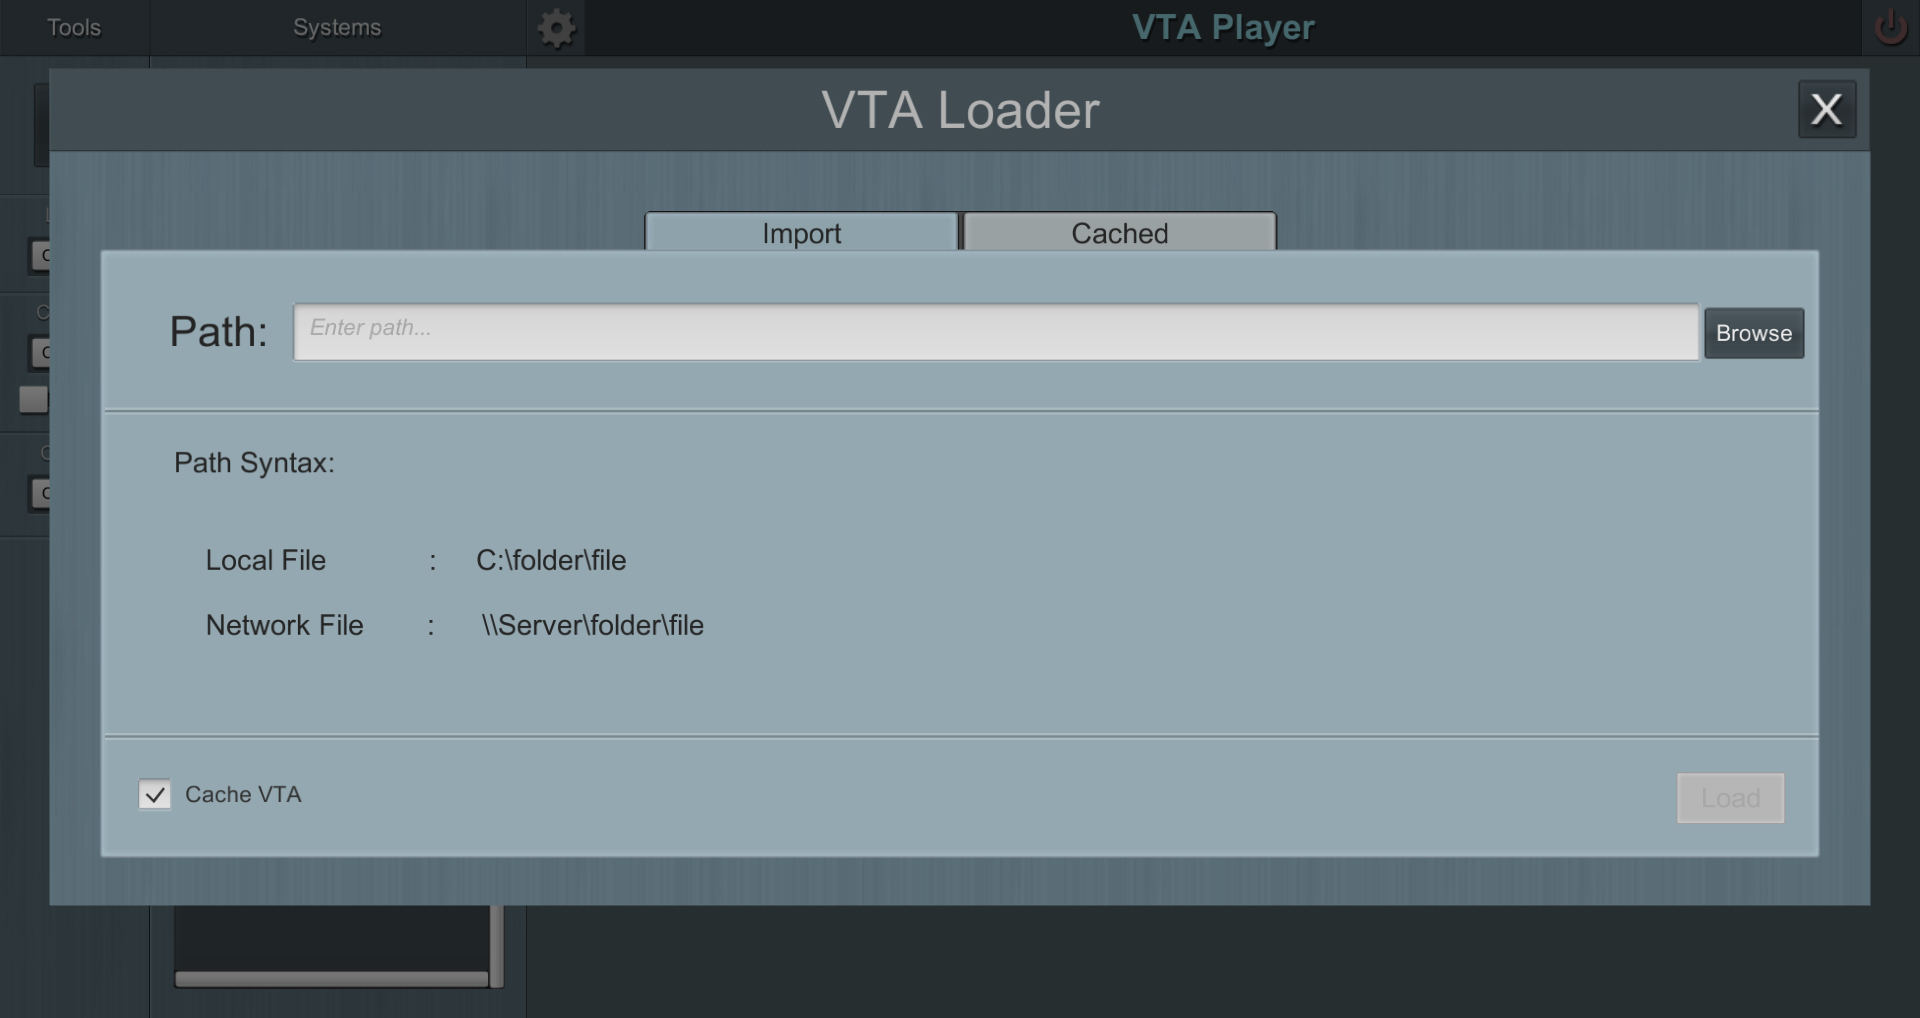 Tools
Systems
VTA Player
VTA Loader
X
Import
Cached
Path:
Enter path...
Browse
Path Syntax:
Local File : C:\folder\file
Network File : \\Server\folder\file
Cache VTA
Load